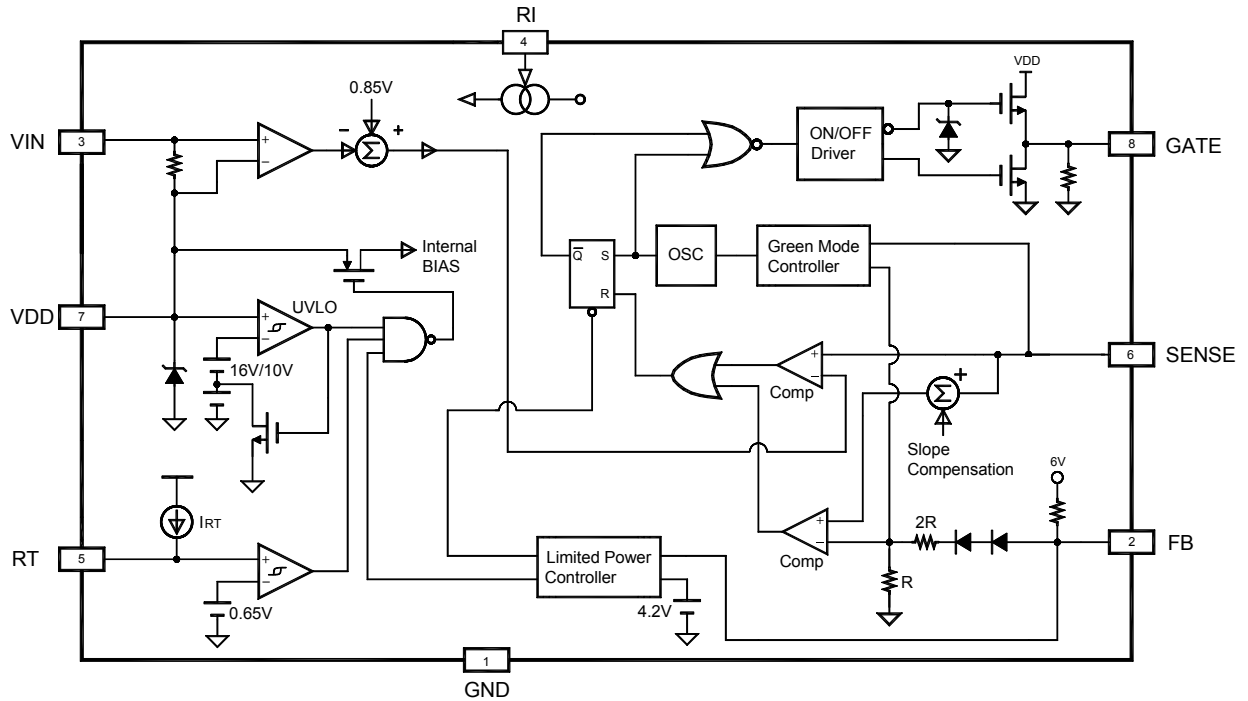 RI
4
VDD
0.85V
VIN
3
+
−
−
Σ
+
ON/OFF
Driver
8
GATE
Internal
BIAS
Q̅
S
R
OSC
Green Mode
Controller
VDD
7
UVLO
+
−
16V/10V
+
−
Comp
6
SENSE
Σ
+
Slope
Compensation
6V
IRT
RT
5
+
−
0.65V
Limited Power
Controller
4.2V
+
−
Comp
2R
R
2
FB
1
GND